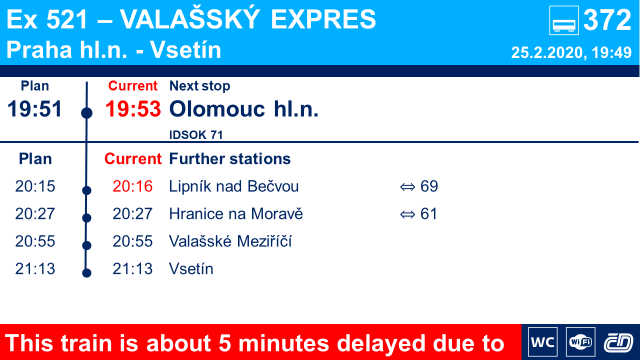 Ex 521 – VALAŠSKÝ EXPRES 372
Praha hl.n. - Vsetín 25.2.2020, 19:49
Plan Current Next stop
19:51 19:53 Olomouc hl.n.
IDSOK 71
Plan Current Further stations
20:15 20:16 Lipník nad Bečvou ⇔ 69
20:27 20:27 Hranice na Moravě ⇔ 61
20:55 20:55 Valašské Meziříčí
21:13 21:13 Vsetín
This train is about 5 minutes delayed due to WC WiFi ČD